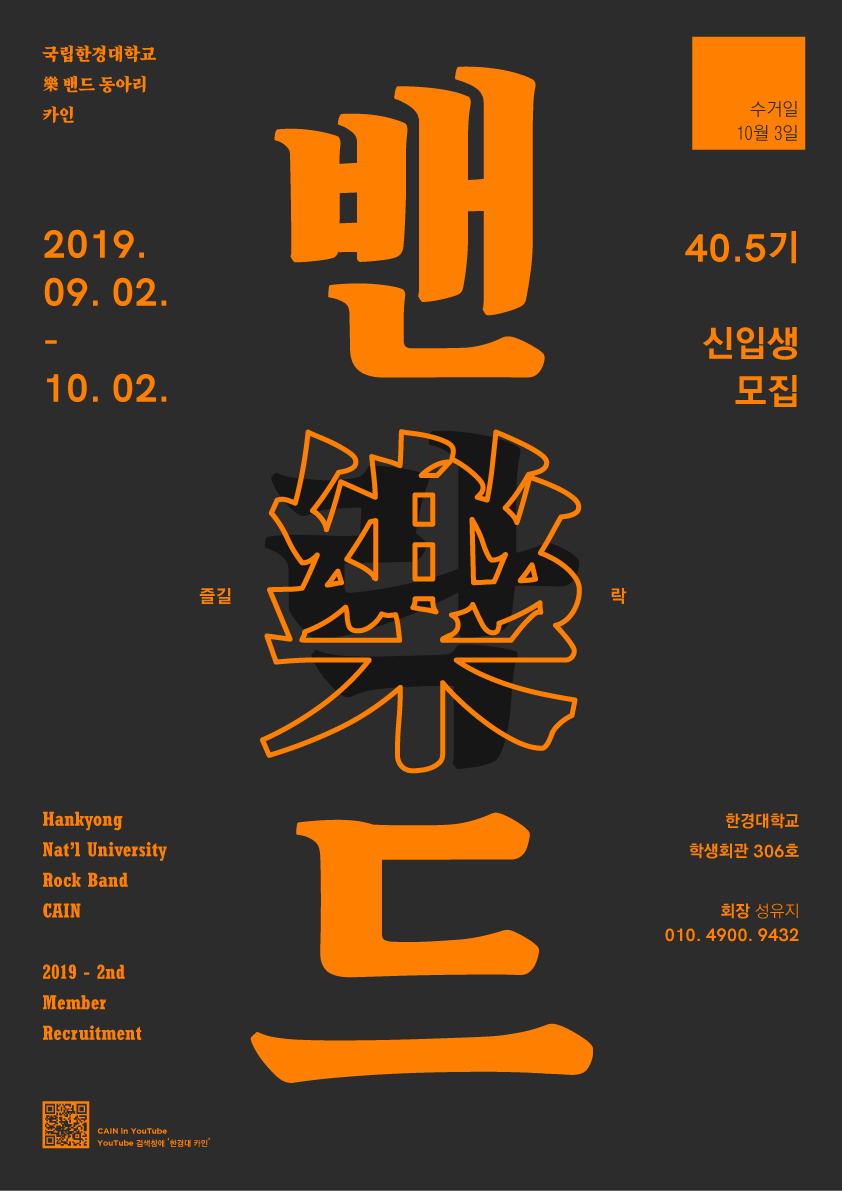 국립한경대학교
樂 밴드 동아리
카인
수거일
10월 3일
2019.
09. 02.
-
10. 02.
40.5기
신입생
모집
밴
樂
락
드
즐길
락
Hankyong
Nat’l University
Rock Band
CAIN
2019 - 2nd
Member
Recruitment
한경대학교
학생회관 306호
회장 성유지
010. 4900. 9432
CAIN in YouTube
YouTube 검색창에 '한경대 카인'